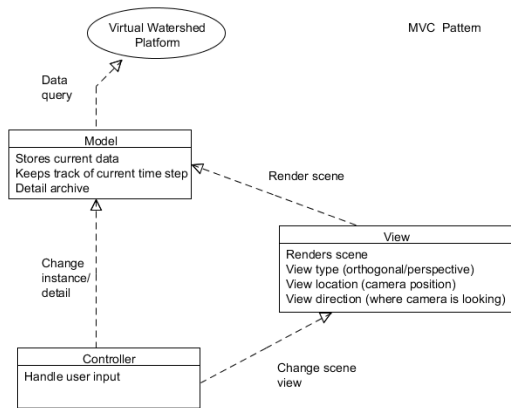 Virtual Watershed
Platform
MVC Pattern
Data
query
Model
Stores current data
Keeps track of current time step
Detail archive
Render scene
View
Renders scene
View type (orthogonal/perspective)
View location (camera position)
View direction (where camera is looking)
Change
instance/
detail
Controller
Handle user input
Change scene
view